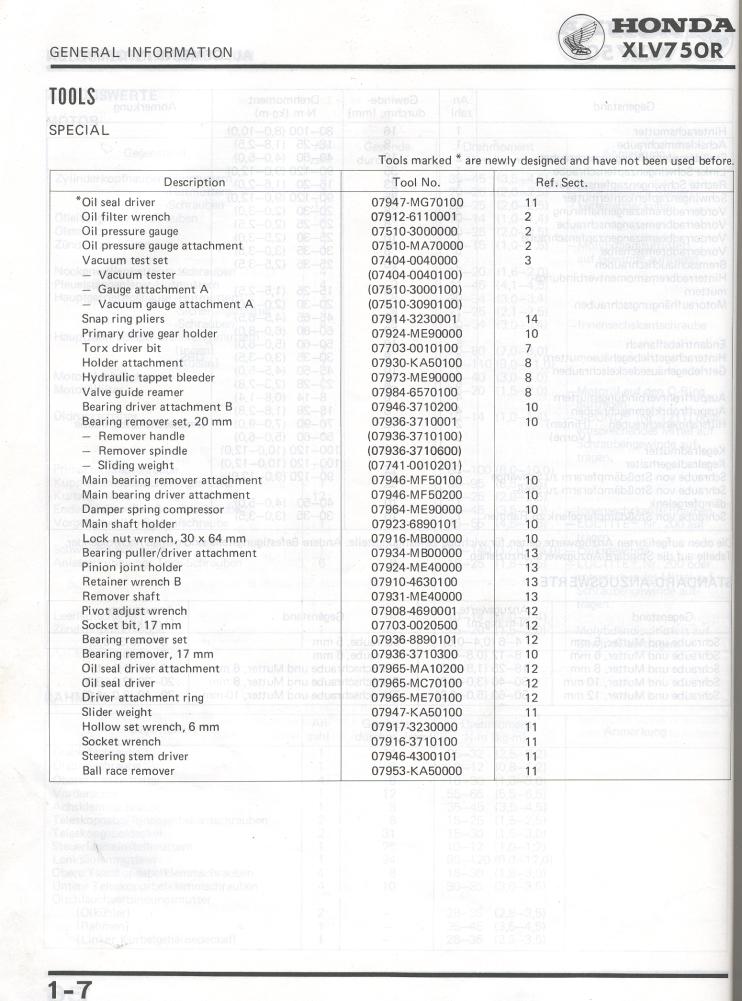 HONDA
GENERAL INFORMATION
XLV750R
TOOLS
SPECIAL
Tools marked * are newly designed and have not been used before.
Description Tool No. Ref. Sect.
*Oil seal driver 07947-MG70100 11
Oil filter wrench 07912-6110001 2
Oil pressure gauge 07510-3000000 2
Oil pressure gauge attachment 07510-MA70000 2
Vacuum test set 07404-0040000 3
— Vacuum tester (07404-0040100)
— Gauge attachment A (07510-3000100)
— Vacuum gauge attachment A (07510-3090100)
Snap ring pliers 07914-3230001 14
Primary drive gear holder 07924-ME90000 10
Torx driver bit 07703-0010100 7
Holder attachment 07930-KA50100 8
Hydraulic tappet bleeder 07973-ME90000 8
Valve guide reamer 07984-6570100 8
Bearing driver attachment B 07946-3710200 10
Bearing remover set, 20 mm 07936-3710001 10
— Remover handle (07936-3710100)
— Remover spindle (07936-3710600)
— Sliding weight (07741-0010201)
Main bearing remover attachment 07946-MF50100 10
Main bearing driver attachment 07946-MF50200 10
Damper spring compressor 07964-ME90000 10
Main shaft holder 07923-6890101 10
Lock nut wrench, 30 x 64 mm 07916-MB00000 10
Bearing puller/driver attachment 07934-MB00000 13
Pinion joint holder 07924-ME40000 13
Retainer wrench B 07910-4630100 13
Remover shaft 07931-ME40000 13
Pivot adjust wrench 07908-4690001 12
Socket bit, 17 mm 07703-0020500 12
Bearing remover set 07936-8890101 12
Bearing remover, 17 mm 07936-3710300 10
Oil seal driver attachment 07965-MA10200 12
Oil seal driver 07965-MC70100 12
Driver attachment ring 07965-ME70100 12
Slider weight 07947-KA50100 11
Hollow set wrench, 6 mm 07917-3230000 11
Socket wrench 07916-3710100 11
Steering stem driver 07946-4300101 11
Ball race remover 07953-KA50000 11
1-7